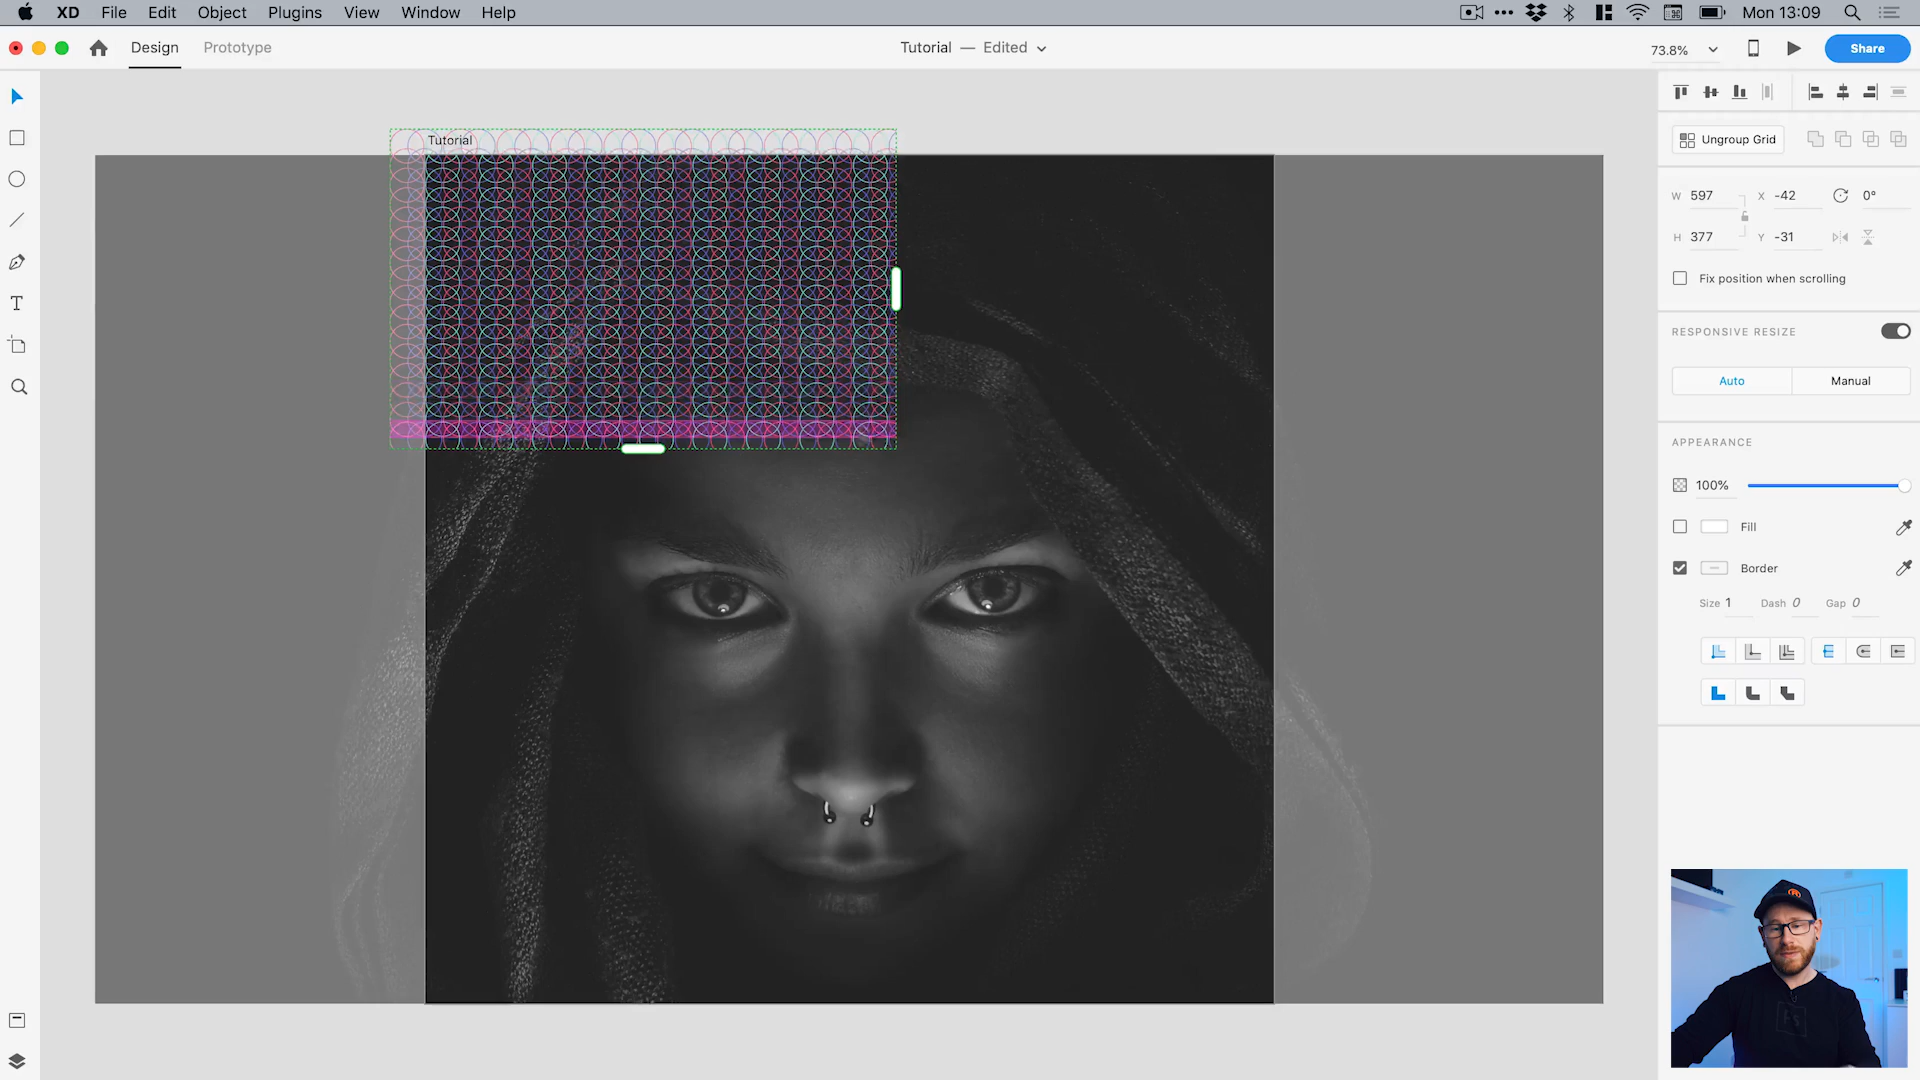 XD File Edit Object Plugins View Window Help Mon 13:09
Design Prototype Tutorial — Edited 73.8% Share
Tutorial
Ungroup Grid
W 597 X -42 0°
H 377 Y -31
Fix position when scrolling
RESPONSIVE RESIZE
Auto Manual
APPEARANCE
100%
Fill
Border
Size 1 Dash 0 Gap 0